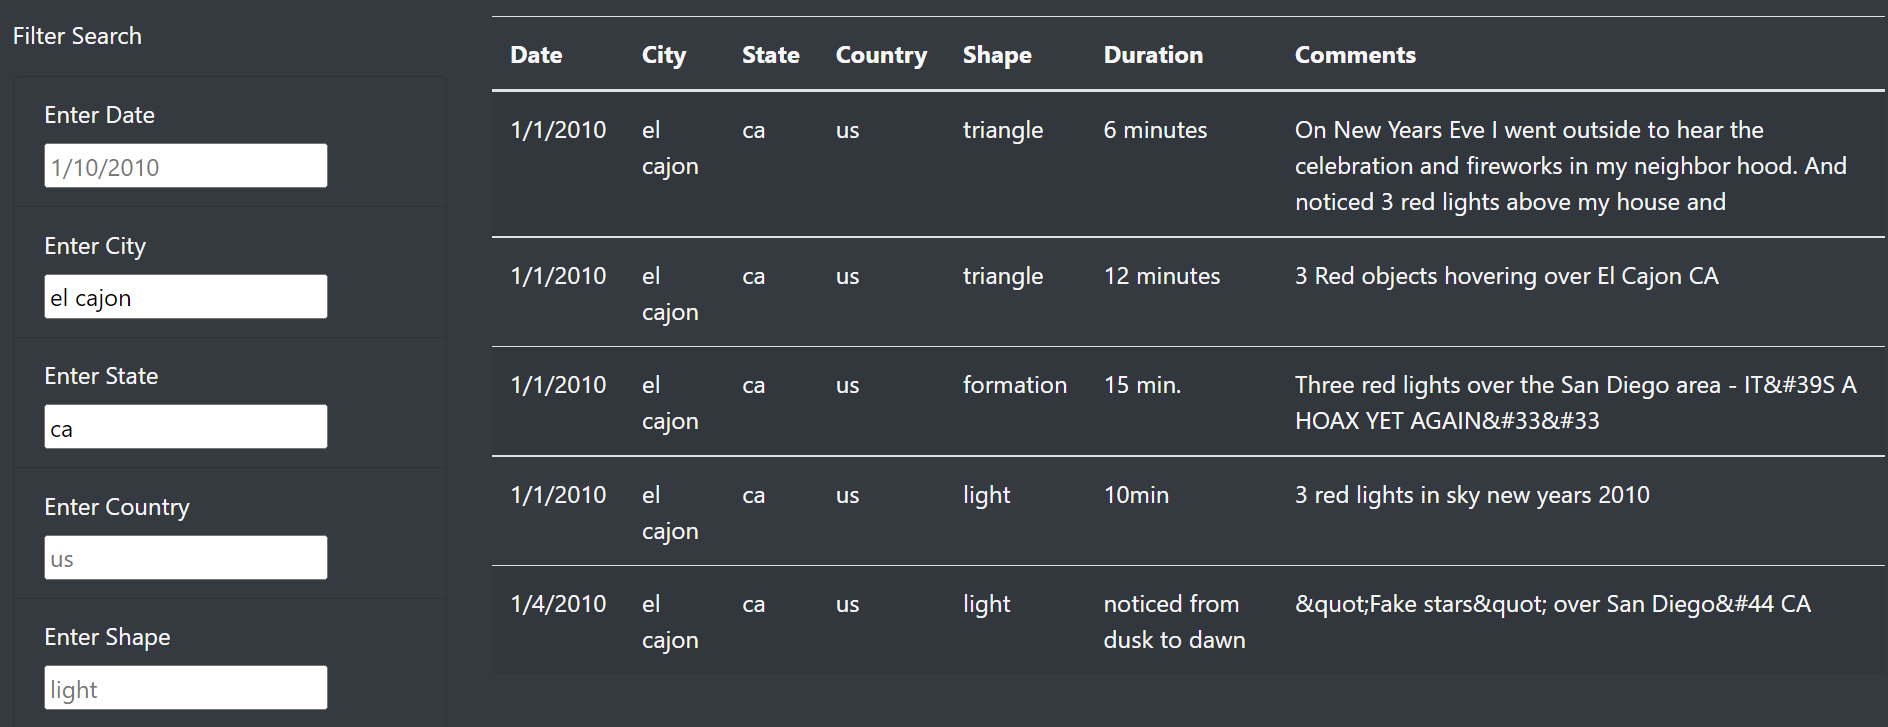 Filter Search
Enter Date
1/10/2010
Enter City
el cajon
Enter State
ca
Enter Country
us
Enter Shape
light
Date City State Country Shape Duration Comments
1/1/2010 el ca us triangle 6 minutes On New Years Eve I went outside to hear the
cajon celebration and fireworks in my neighbor hood. And
noticed 3 red lights above my house and
1/1/2010 el ca us triangle 12 minutes 3 Red objects hovering over El Cajon CA
cajon
1/1/2010 el ca us formation 15 min. Three red lights over the San Diego area - IT&#39S A
cajon HOAX YET AGAIN&#33&#33
1/1/2010 el ca us light 10min 3 red lights in sky new years 2010
cajon
1/4/2010 el ca us light noticed from &quot;Fake stars&quot; over San Diego&#44 CA
cajon dusk to dawn